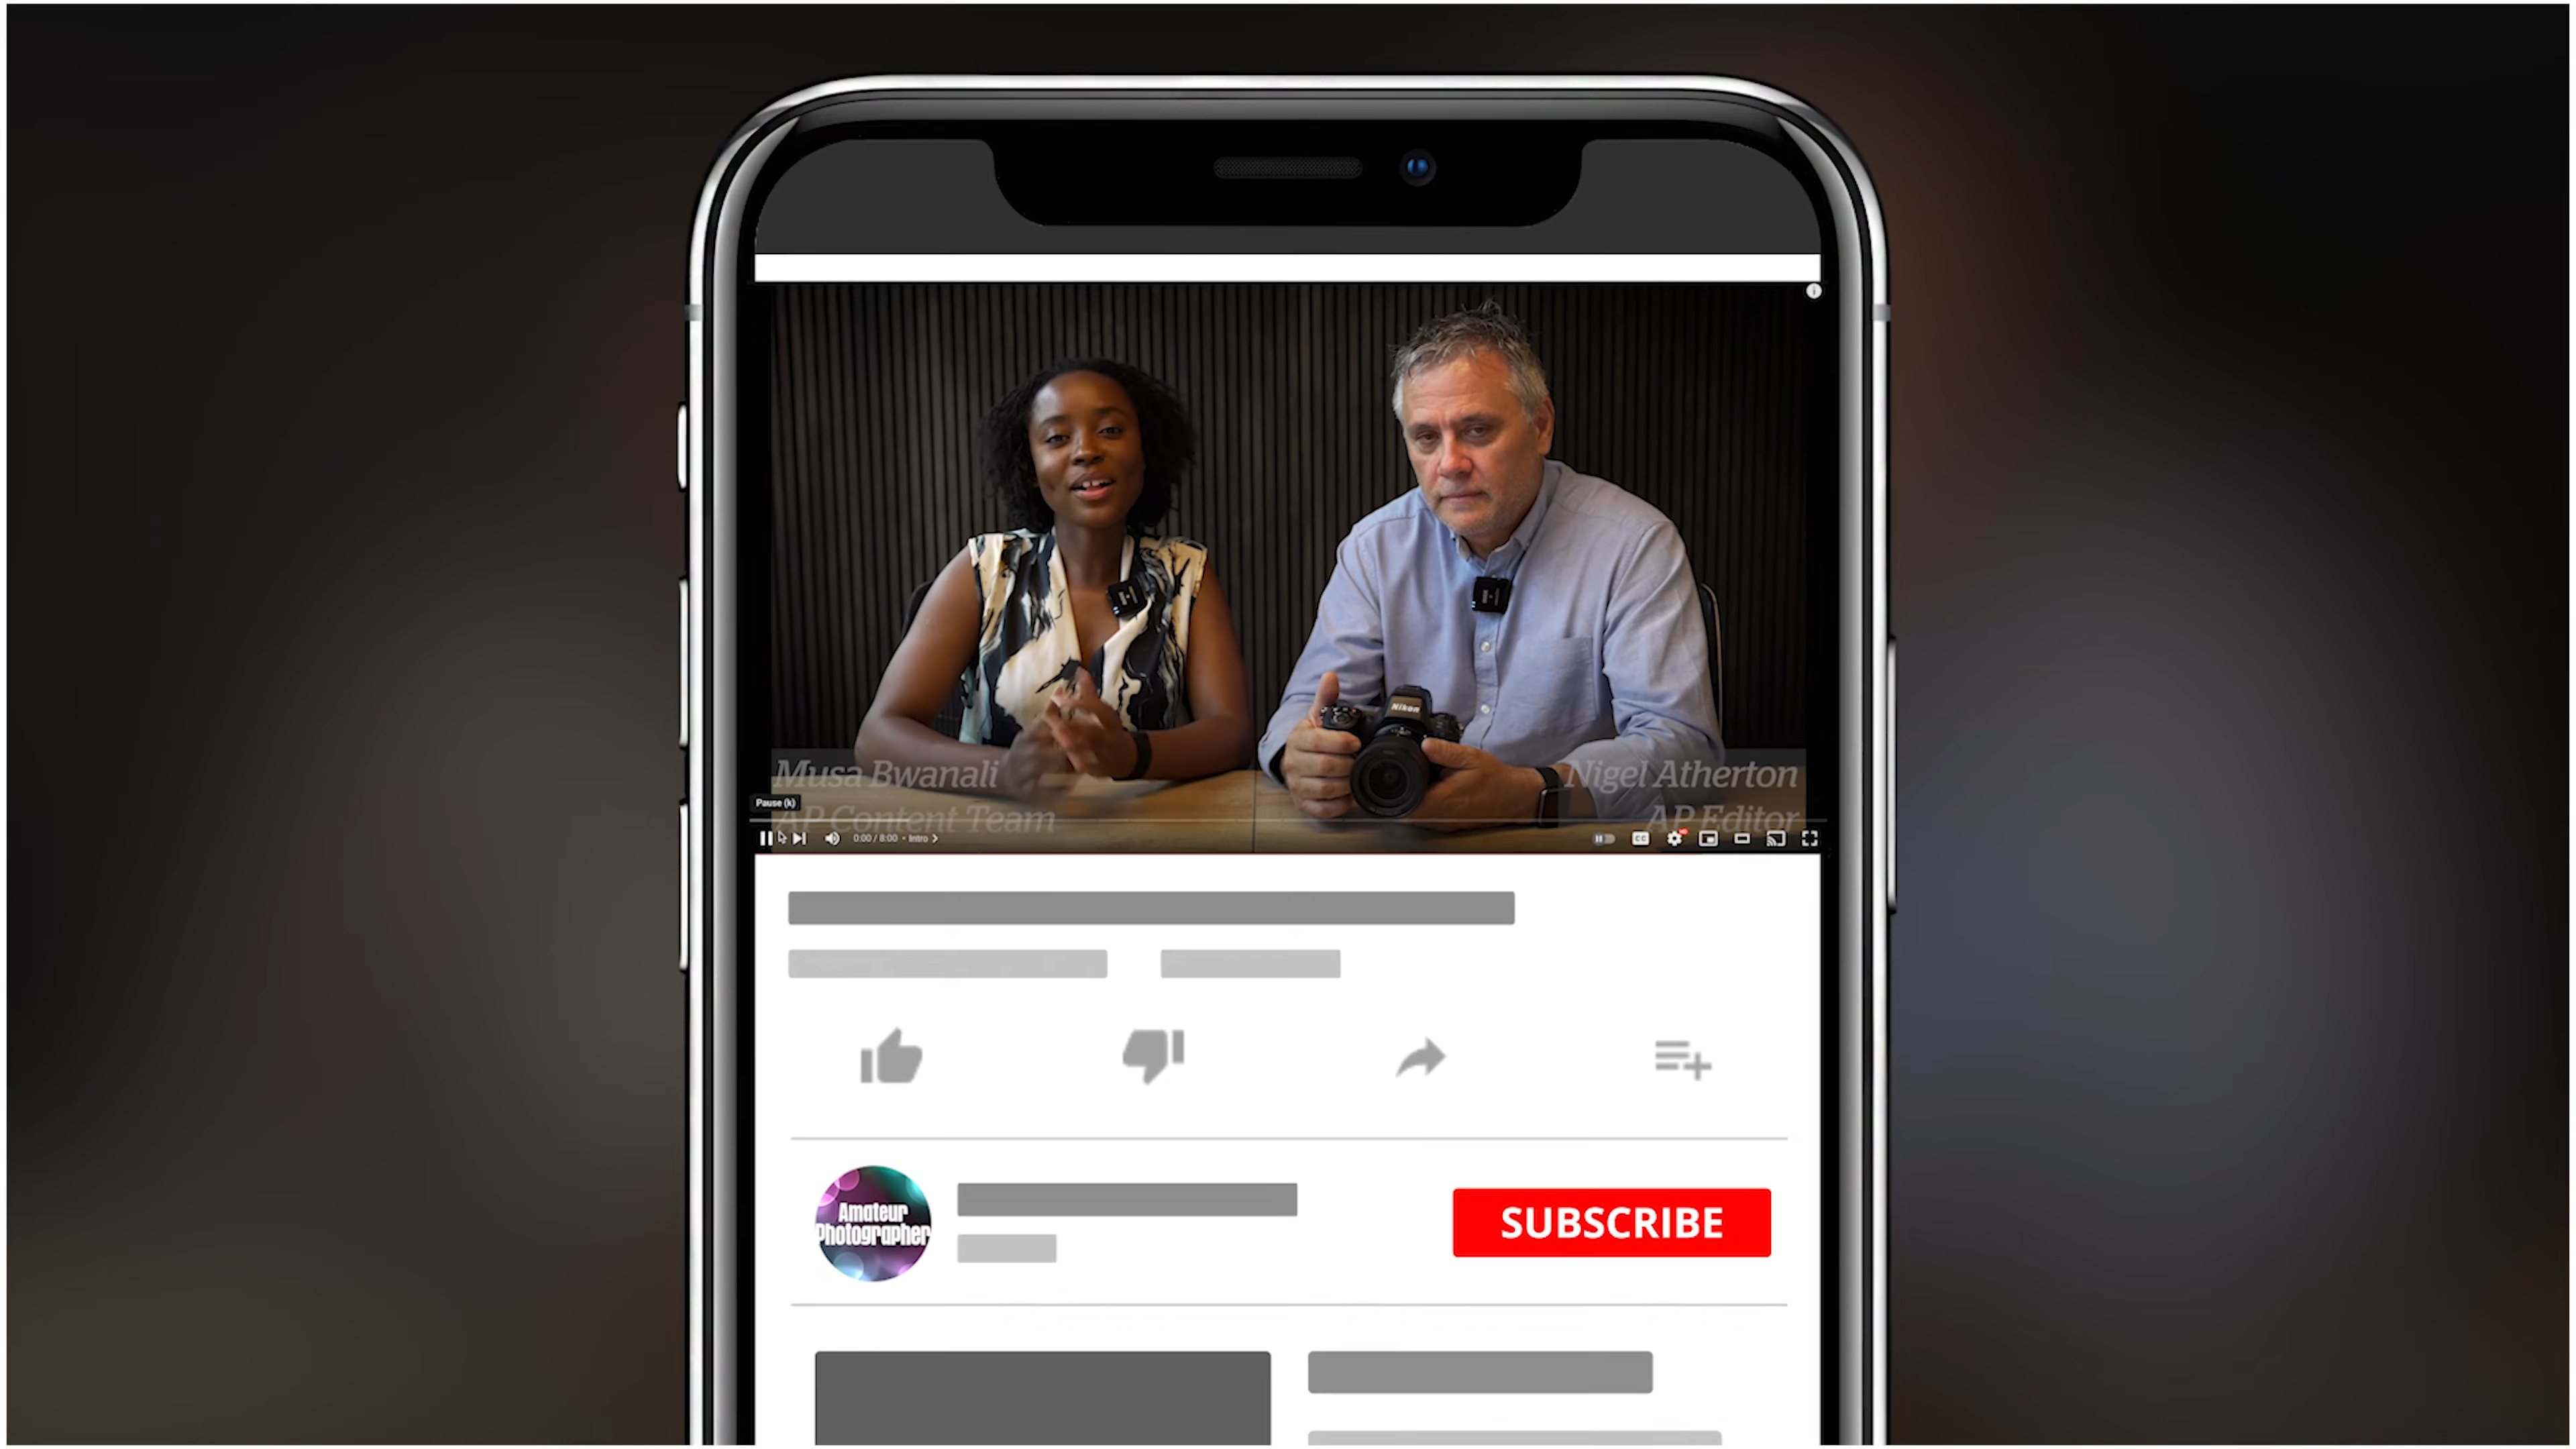 Nikon
Musa Bwanali
Nigel Atherton
Pause (k)
AP Content Team
AP Editor
0:00 / 8:00 • Intro
CC
Amateur
Photographer
SUBSCRIBE